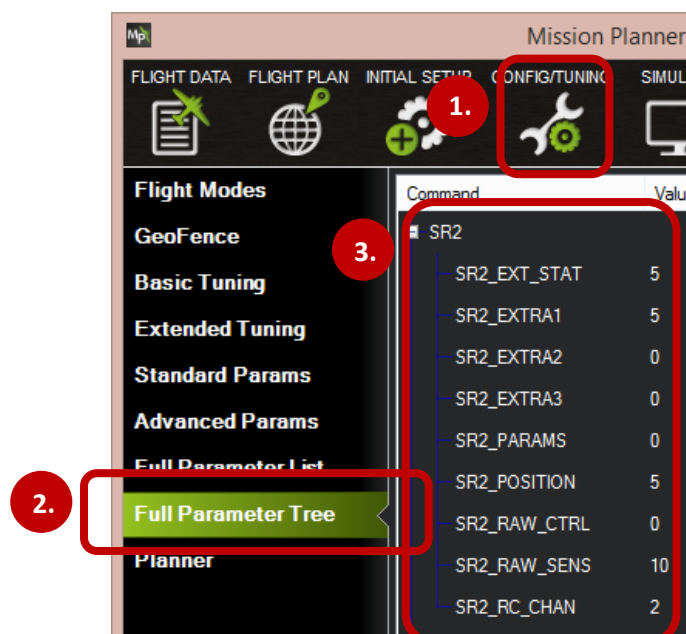 Mp Mission Planner
FLIGHT DATA FLIGHT PLAN INITIAL SETUP CONFIG/TUNING SIMUL
1.
Flight Modes
GeoFence
Basic Tuning
Extended Tuning
Standard Params
Advanced Params
Full Parameter List
2.
Full Parameter Tree
Planner
Command Valu
3.
SR2
SR2_EXT_STAT 5
SR2_EXTRA1 5
SR2_EXTRA2 0
SR2_EXTRA3 0
SR2_PARAMS 0
SR2_POSITION 5
SR2_RAW_CTRL 0
SR2_RAW_SENS 10
SR2_RC_CHAN 2